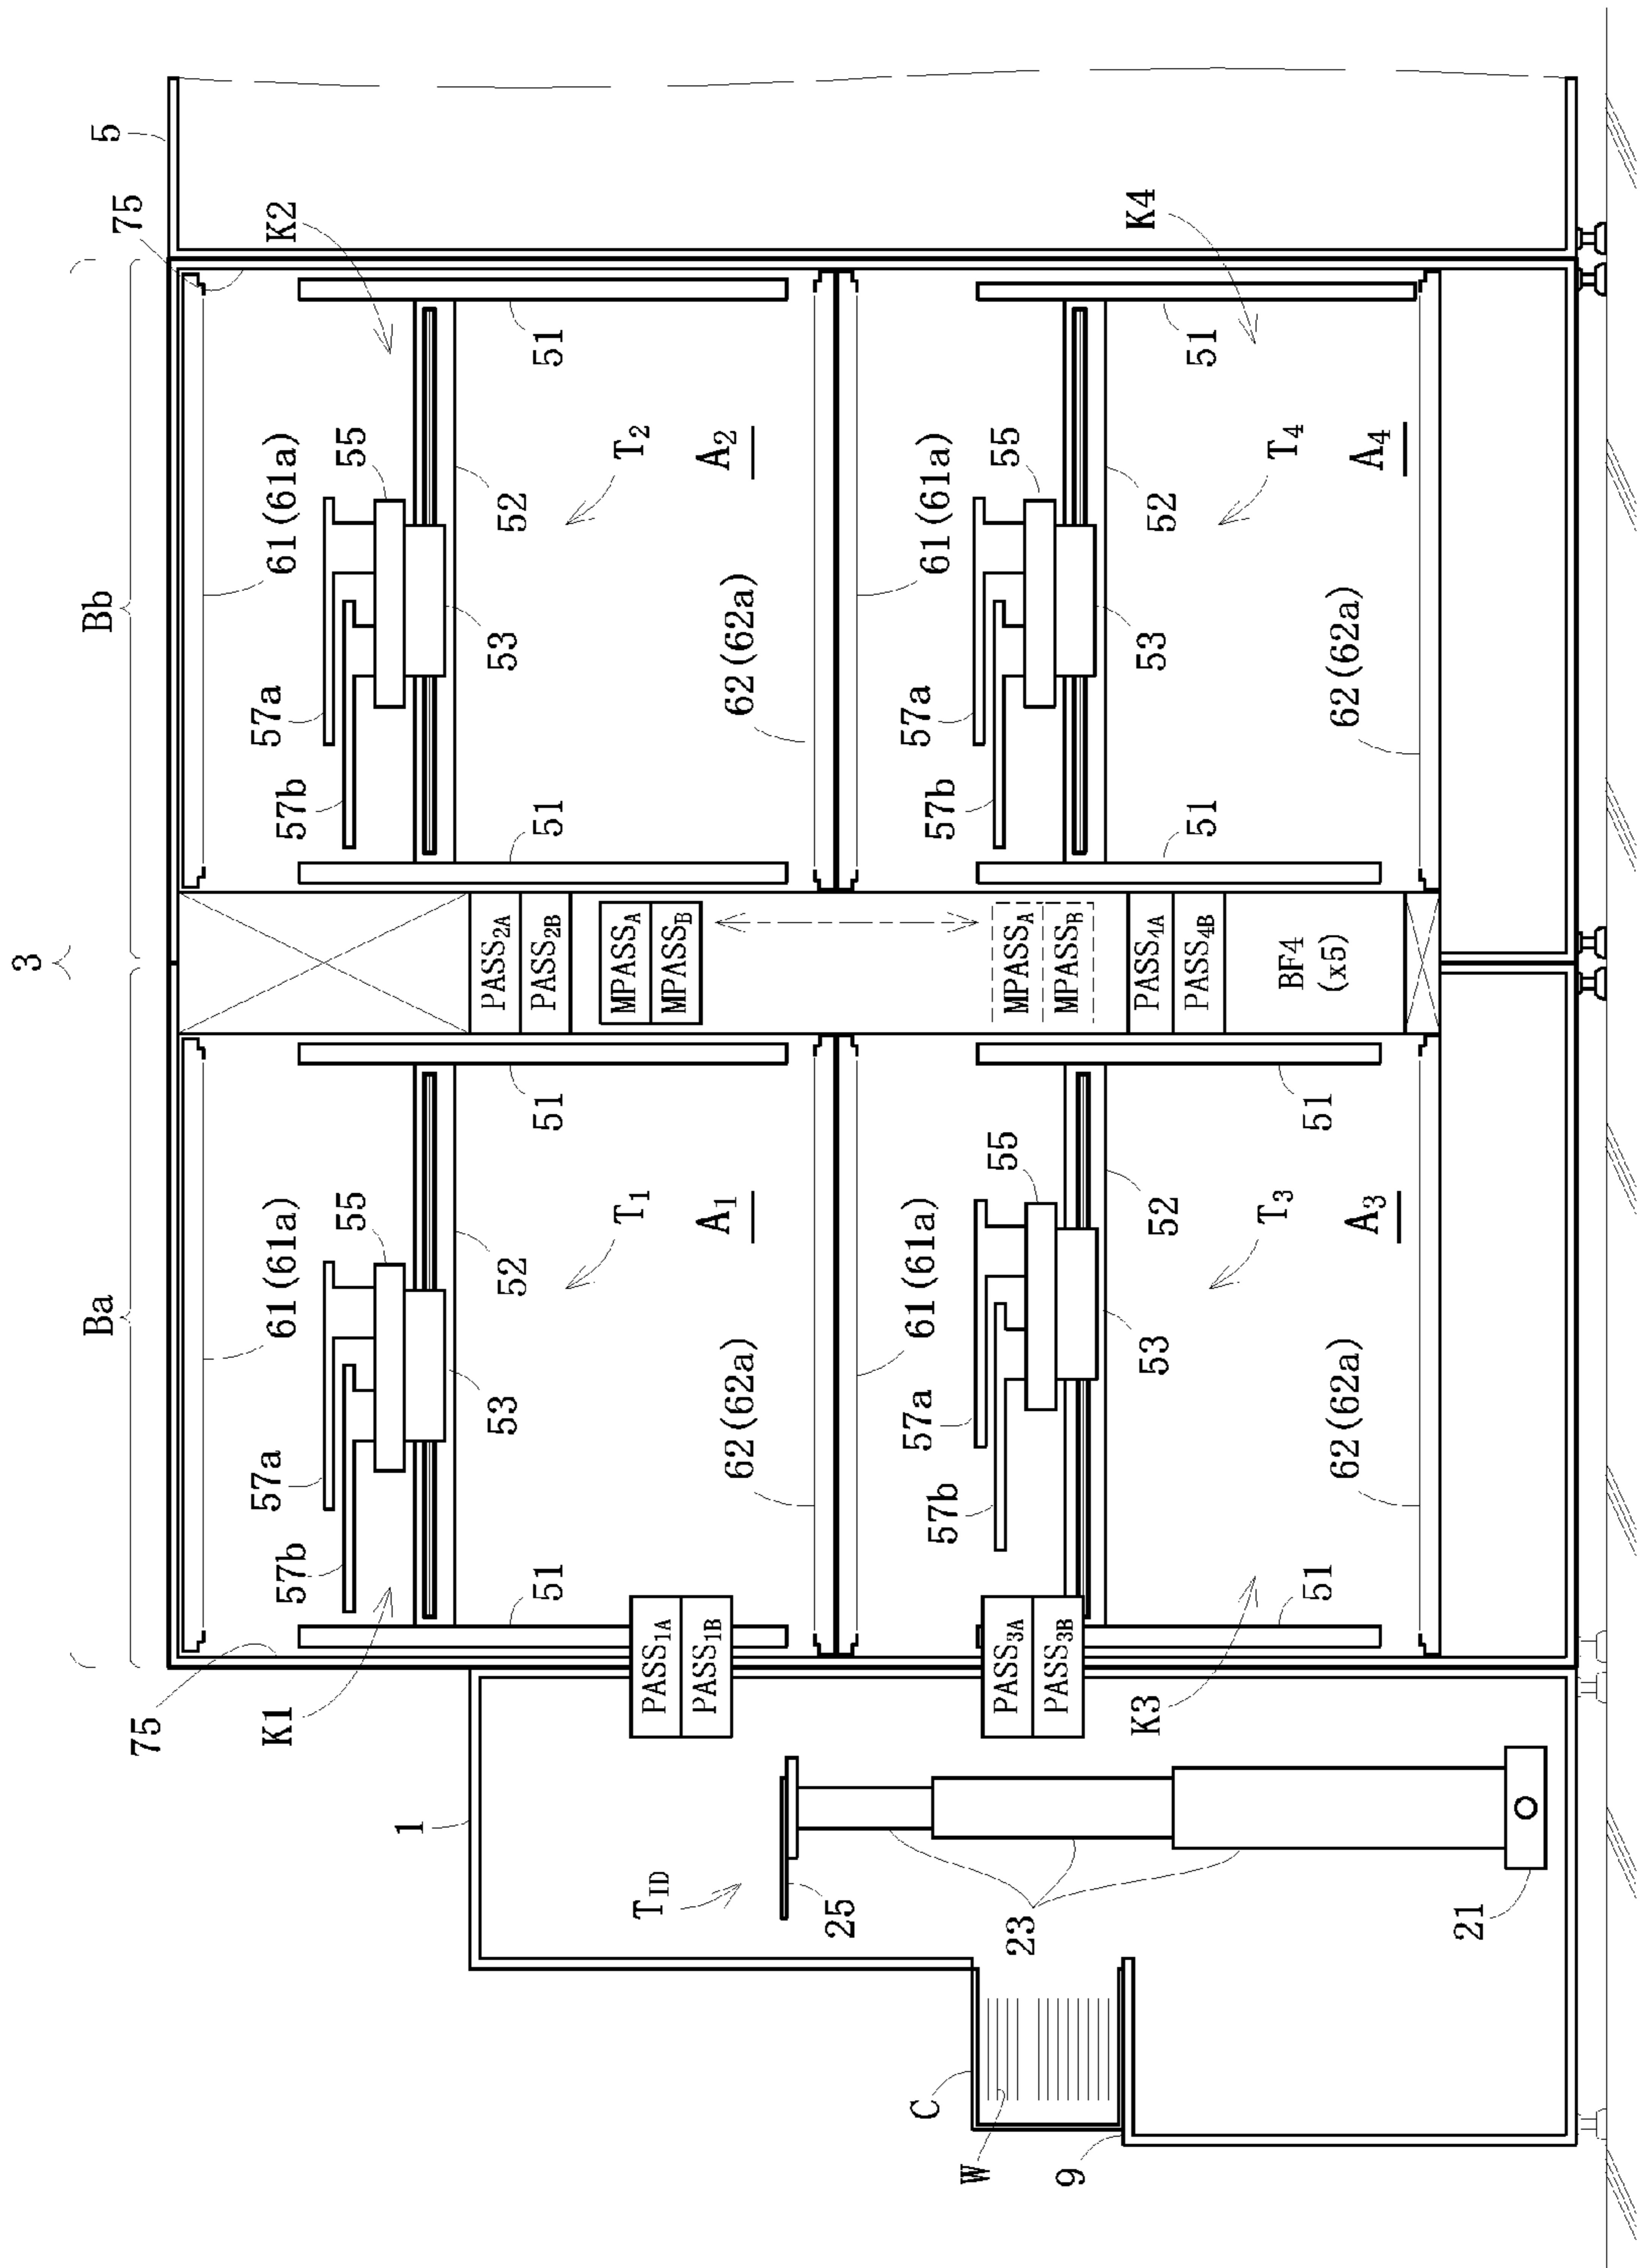 3
Ba
Bb
5
75
75
K1
K2
57a
61(61a)
57a
61(61a)
57b
57b
55
55
1
53
52
PASS2A
53
52
51
51
PASS2B
51
51
TID
PASS1A
T1
MPASSA
T2
PASS1B
A1
MPASSB
A2
62(62a)
62(62a)
25
C
57a
61(61a)
57a
61(61a)
57b
57b
W
PASS3A
55
MPASSA
55
23
PASS3B
MPASSB
9
K3
53
52
PASS4A
53
52
K4
51
51
PASS4B
51
51
T3
BF4
T4
(x5)
62(62a)
A3
62(62a)
A4
21